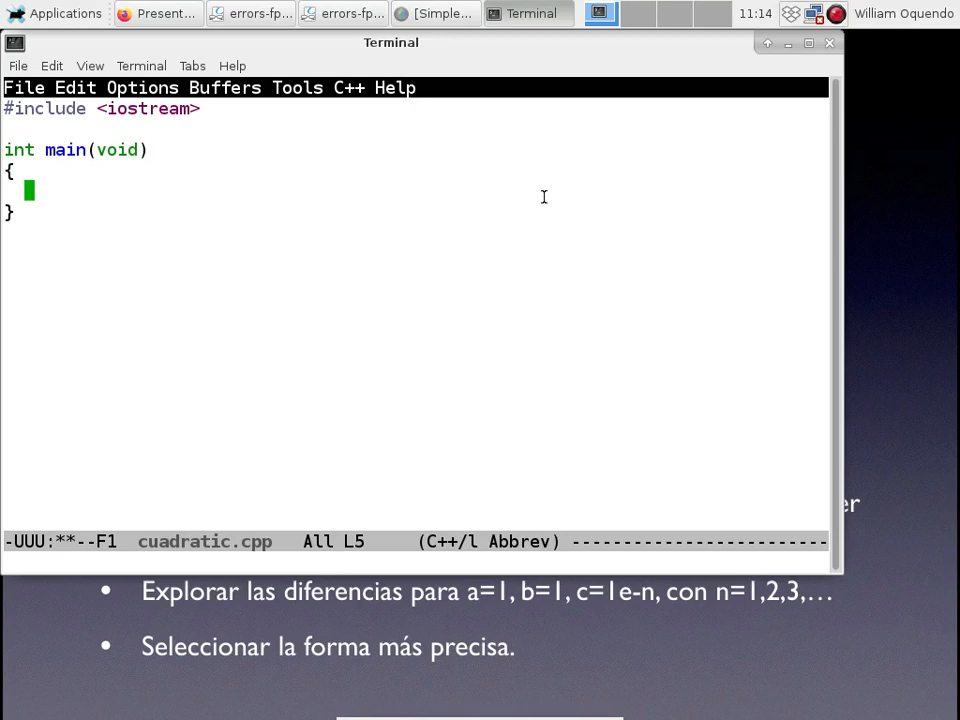 Applications Present... errors-fp... errors-fp... [Simple... Terminal 11:14 William Oquendo
Terminal
File Edit View Terminal Tabs Help
File Edit Options Buffers Tools C++ Help
#include <iostream>
int main(void)
{
}
er
-UUU:**--F1 cuadratic.cpp All L5 (C++/l Abbrev) -------------------------
• Explorar las diferencias para a=1, b=1, c=1e-n, con n=1,2,3,...
• Seleccionar la forma más precisa.